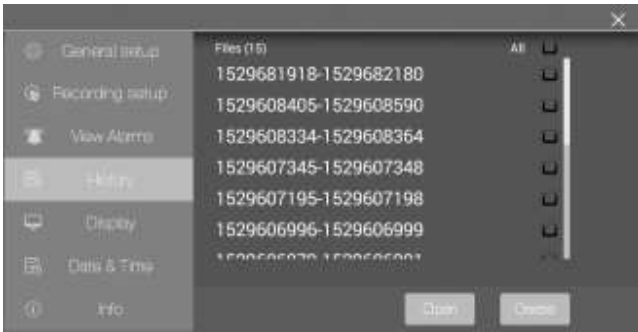 General setup
Recording setup
View Alarms
History
Display
Date & Time
Info
Files (15)
All
1529681918-1529682180
1529608405-1529608590
1529608334-1529608364
1529607345-1529607348
1529607195-1529607198
1529606996-1529606999
Open
Delete